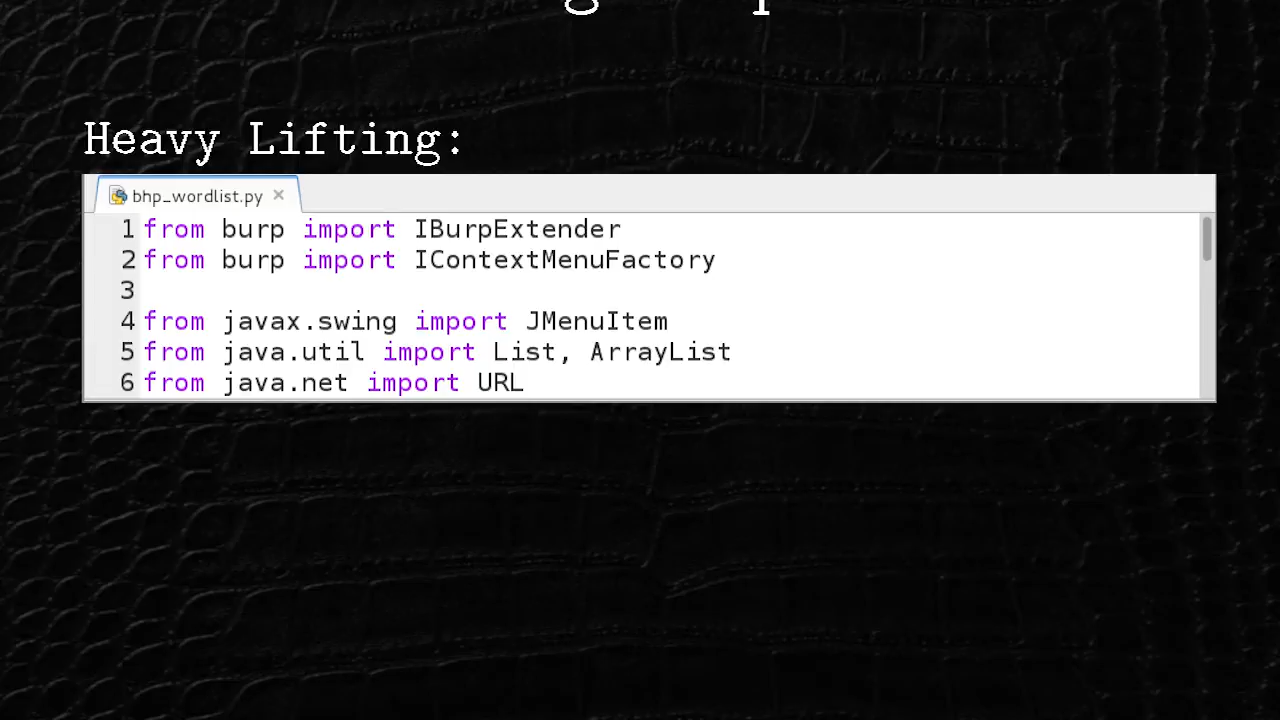 Heavy Lifting:
bhp_wordlist.py
1 from burp import IBurpExtender
2 from burp import IContextMenuFactory
3
4 from javax.swing import JMenuItem
5 from java.util import List, ArrayList
6 from java.net import URL